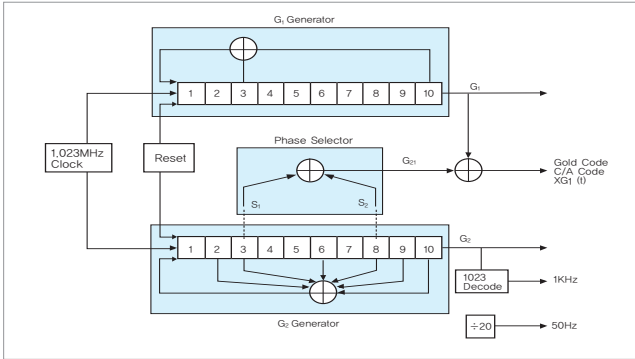 G₁ Generator
1 2 3 4 5 6 7 8 9 10
G₁
1,023MHz
Clock
Reset
Phase Selector
G₂₁
Gold Code
C/A Code
XG₁ (t)
S₁
S₂
G₂
1 2 3 4 5 6 7 8 9 10
1023
Decode
1KHz
G₂ Generator
÷20
50Hz